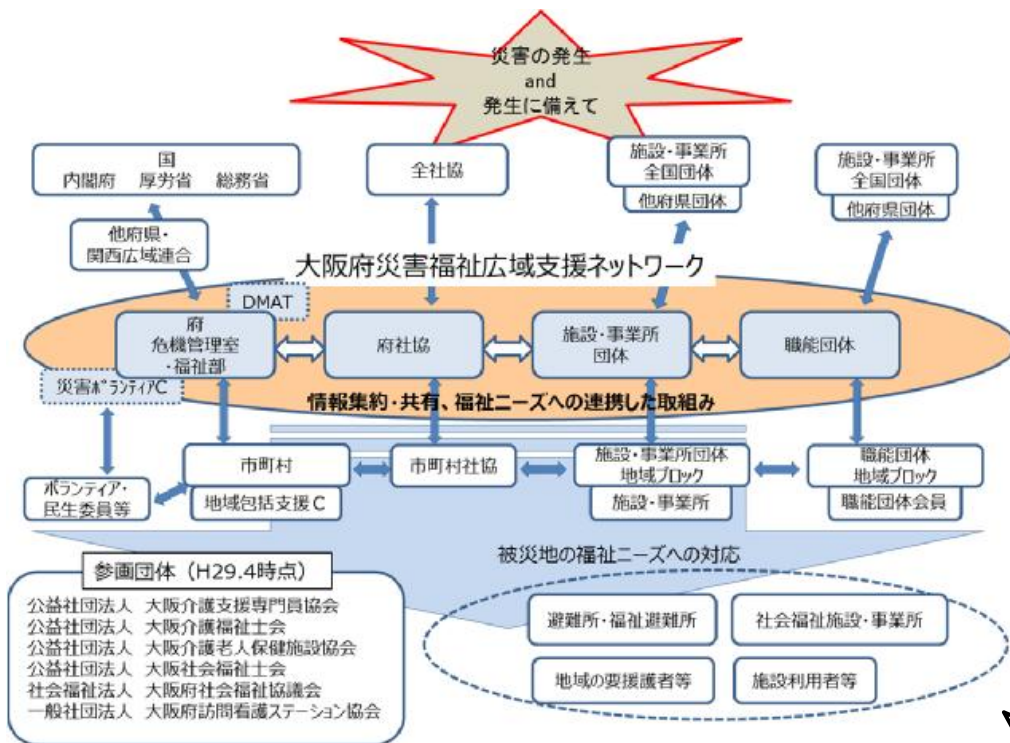 災害の発生
and
発生に備えて
国
内閣府 厚労省 総務省
全社協
施設・事業所
全国団体
他府県団体
施設・事業所
全国団体
他府県団体
他府県・
関西広域連合
大阪府災害福祉広域支援ネットワーク
DMAT
府
危機管理室
・福祉部
府社協
施設・事業所
団体
職能団体
災害ボランティアC
情報集約・共有、福祉ニーズへの連携した取組み
市町村
地域包括支援C
市町村社協
施設・事業所団体
地域ブロック
施設・事業所
職能団体
地域ブロック
職能団体会員
ボランティア・
民生委員等
被災地の福祉ニーズへの対応
参画団体(H29.4時点)
公益社団法人 大阪介護支援専門員協会
公益社団法人 大阪介護福祉士会
公益社団法人 大阪介護老人保健施設協会
公益社団法人 大阪社会福祉士会
社会福祉法人 大阪府社会福祉協議会
一般社団法人 大阪府訪問看護ステーション協会
避難所・福祉避難所
社会福祉施設・事業所
地域の要援護者等
施設利用者等